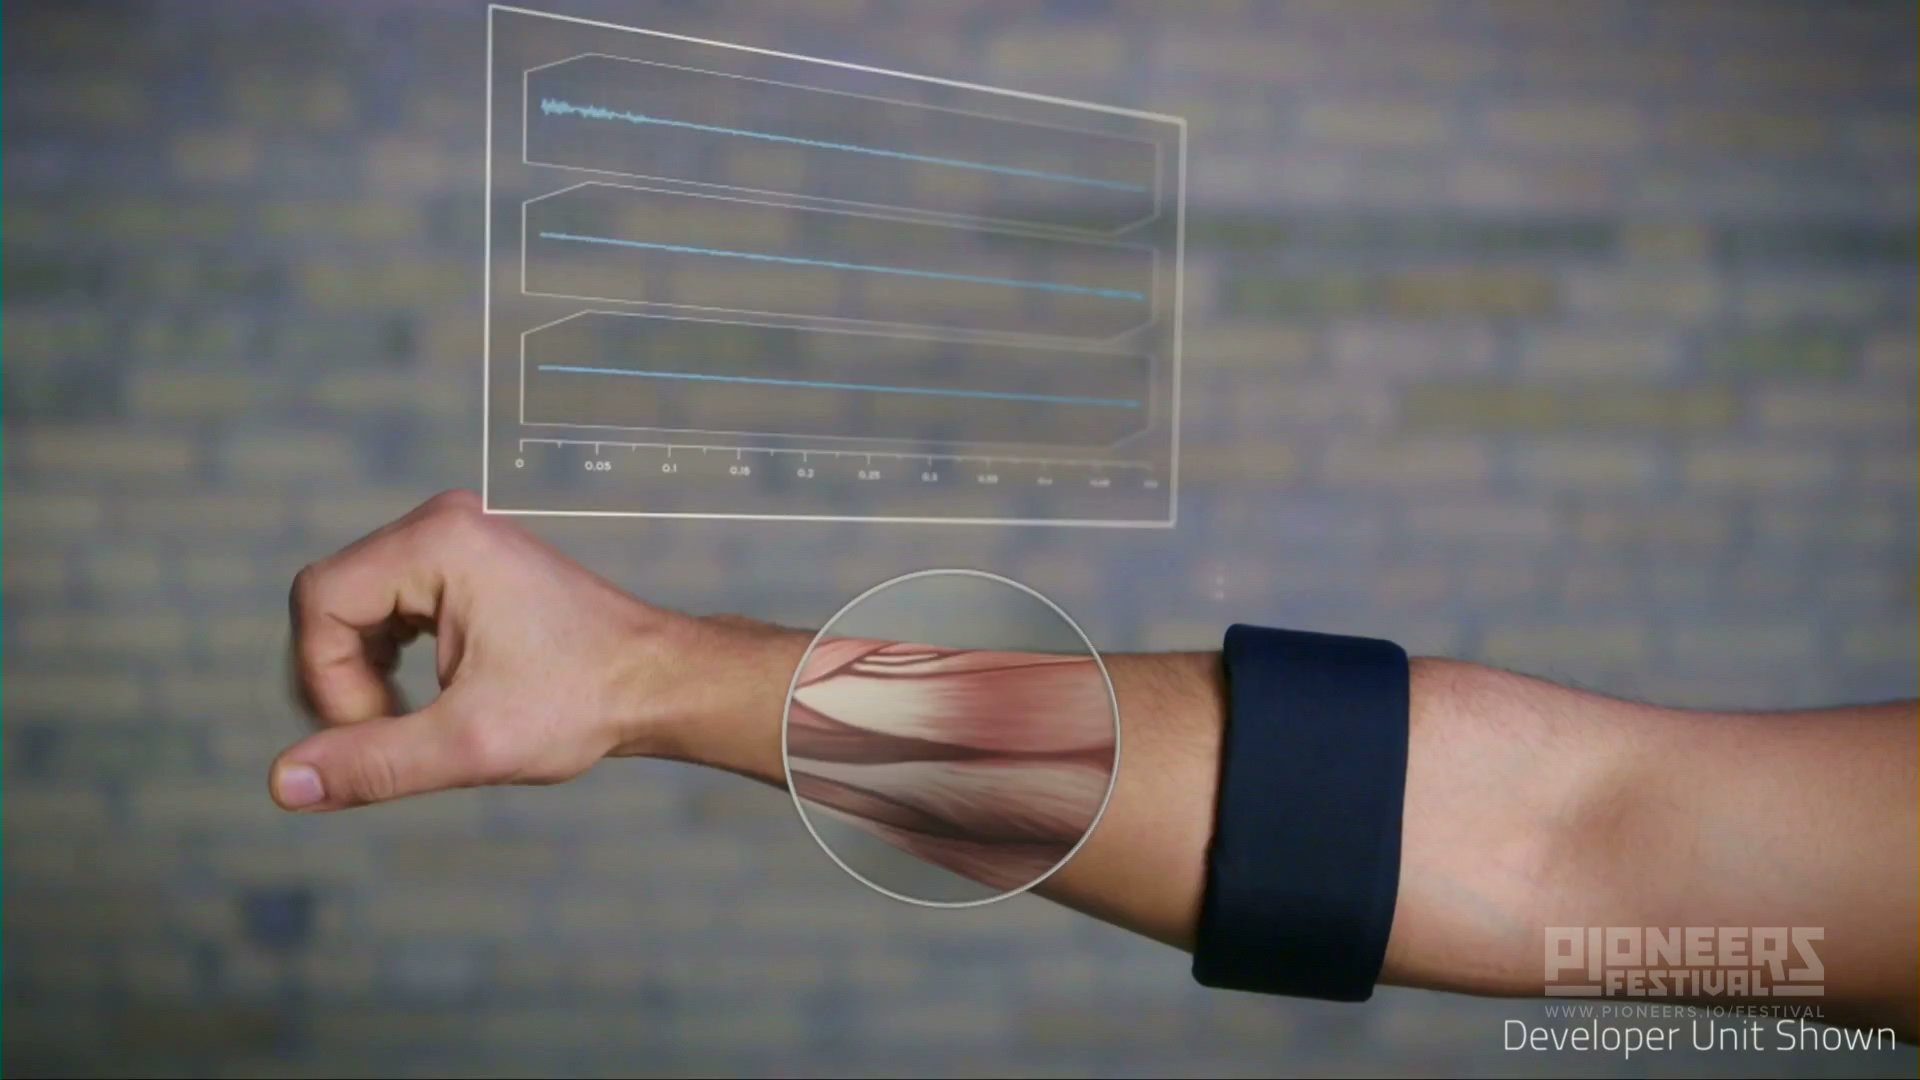 0 0.05 0.1 0.15 0.2 0.25 0.3
PIONEERS
FESTIVAL
WWW.PIONEERS.IO/FESTIVAL
Developer Unit Shown